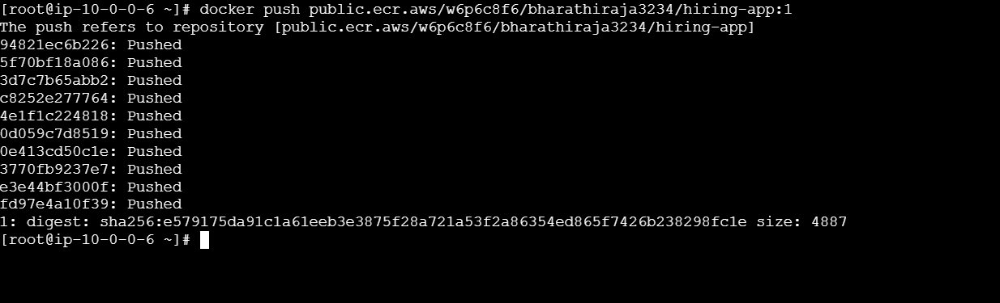 [root@ip-10-0-0-6 ~]# docker push public.ecr.aws/w6p6c8f6/bharathiraja3234/hiring-app:1
The push refers to repository [public.ecr.aws/w6p6c8f6/bharathiraja3234/hiring-app]
94821ec6b226: Pushed
5f70bf18a086: Pushed
3d7c7b65abb2: Pushed
c8252e277764: Pushed
4e1f1c224818: Pushed
0d059c7d8519: Pushed
0e413cd50c1e: Pushed
3770fb9237e7: Pushed
e3e44bf3000f: Pushed
fd97e4a10f39: Pushed
1: digest: sha256:e579175da91c1a61eeb3e3875f28a721a53f2a86354ed865f7426b238298fc1e size: 4887
[root@ip-10-0-0-6 ~]#